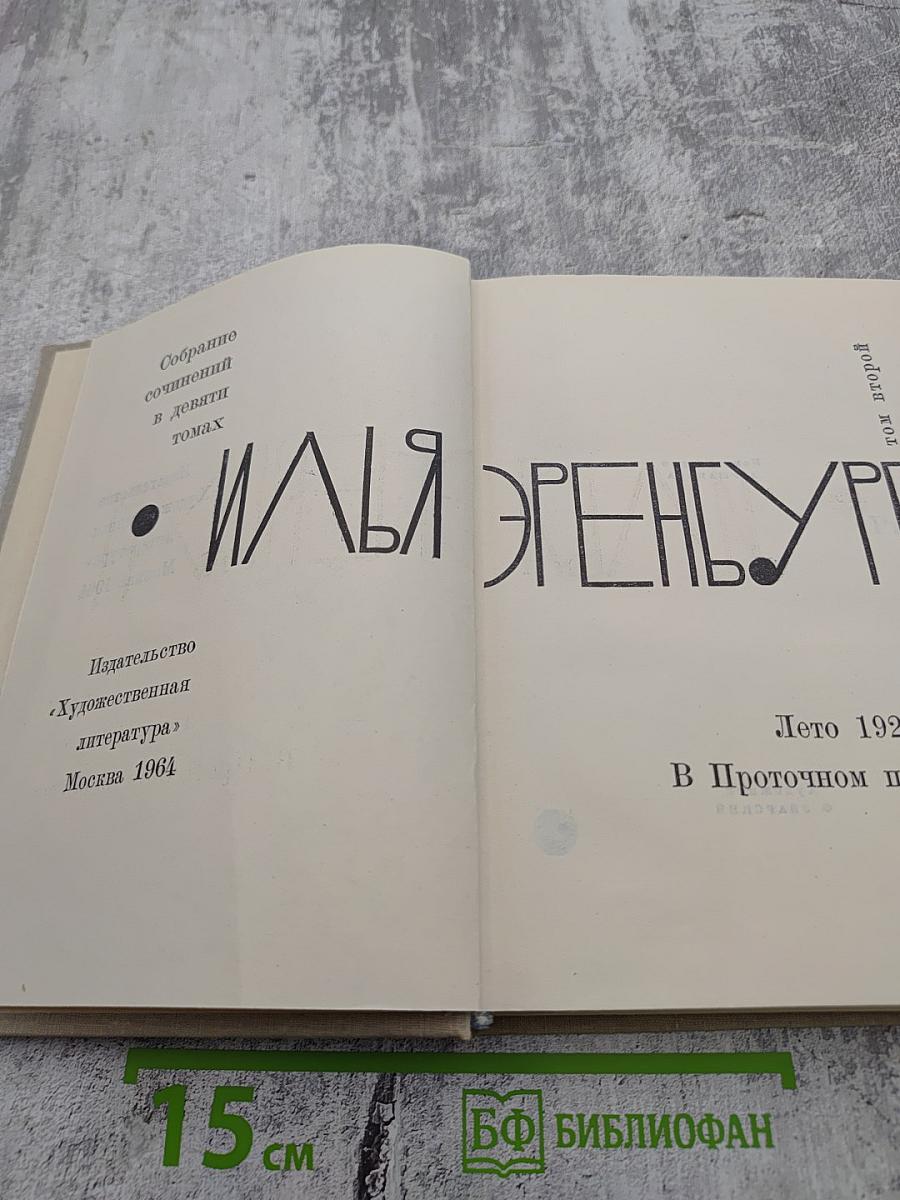 Собрание
сочинений
в девяти
томах
• ИЛЬЯ
Издательство
«Художественная
литература»
Москва 1964
том второй
ЭРЕНБУРГ
Лето 192
В Проточном п
15 см
БФ БИБЛИОФАН